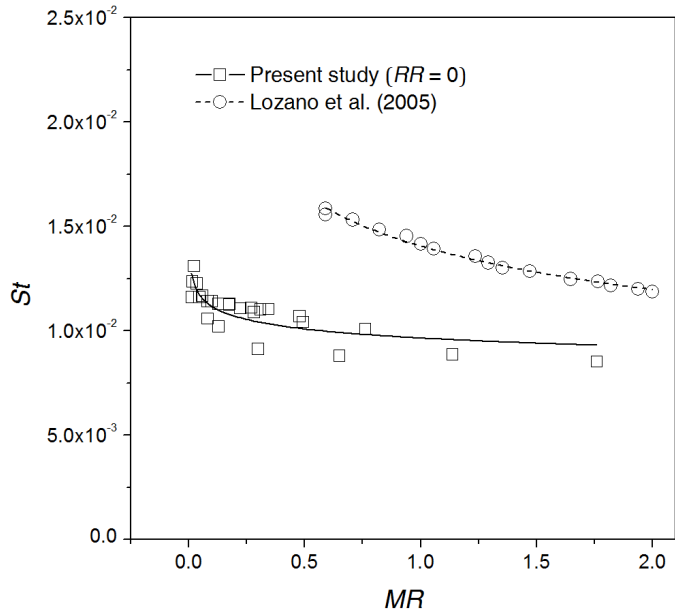 2.5x10⁻²
Present study (RR = 0)
Lozano et al. (2005)
2.0x10⁻²
1.5x10⁻²
St
1.0x10⁻²
5.0x10⁻³
0.0
0.0 0.5 1.0 1.5 2.0
MR